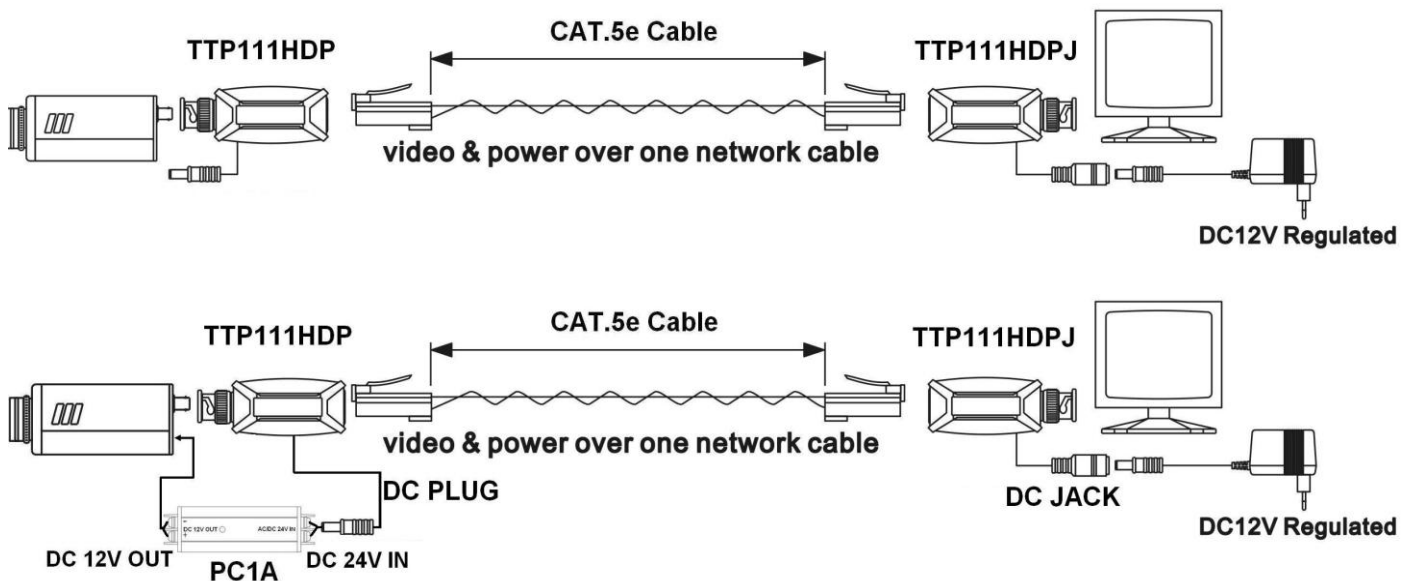 CAT.5e Cable
TTP111HDP
TTP111HDPJ
video & power over one network cable
DC12V Regulated
CAT.5e Cable
TTP111HDP
TTP111HDPJ
video & power over one network cable
DC PLUG
DC JACK
DC12V Regulated
- DC 12V OUT
+
AC/DC 24V IN
DC 12V OUT
DC 24V IN
PC1A